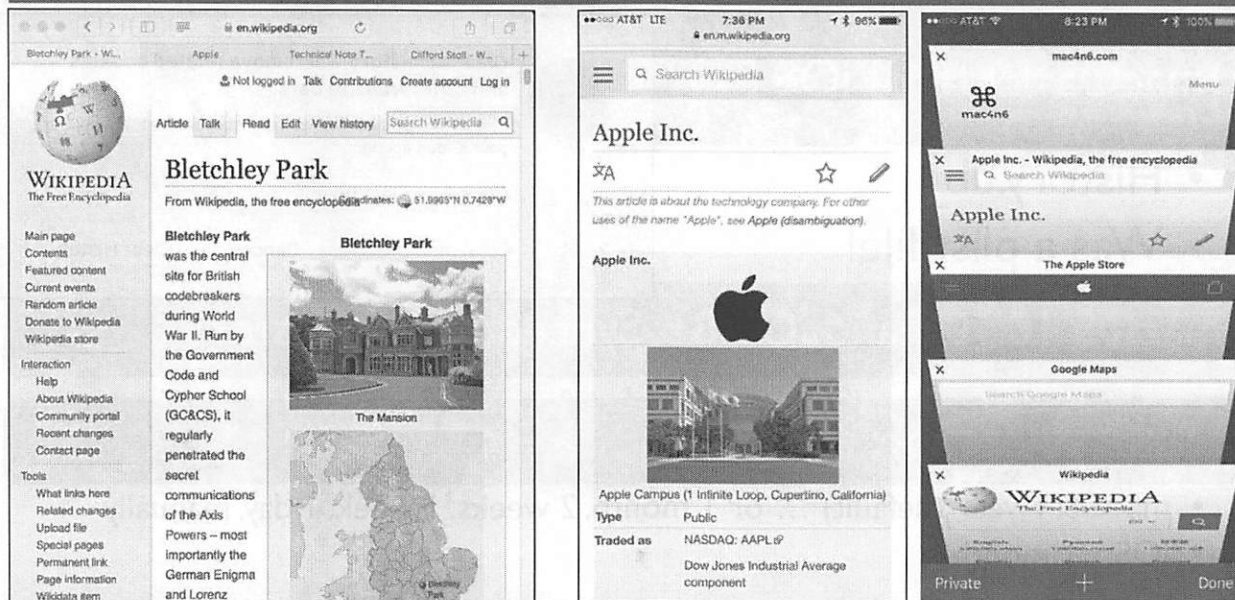 en.wikipedia.org
Bletchley Park - Wi...
Apple
Technical Note T...
Clifford Stoll - W...
Not logged in Talk Contributions Create account Log in
Article Talk Read Edit View history Search Wikipedia
WIKIPEDIA
The Free Encyclopedia
Bletchley Park
From Wikipedia, the free encyclopedia
51.9965°N 0.7428°W
Main page
Contents
Featured content
Current events
Random article
Donate to Wikipedia
Wikipedia store
Interaction
Help
About Wikipedia
Community portal
Recent changes
Contact page
Tools
What links here
Related changes
Upload file
Special pages
Permanent link
Page information
Wikidata item
Bletchley Park
was the central
site for British
codebreakers
during World
War II. Run by
the Government
Code and
Cypher School
(GC&CS), it
regularly
penetrated the
secret
communications
of the Axis
Powers – most
importantly the
German Enigma
and Lorenz
Bletchley Park
The Mansion
Bletchley
Park
AT&T LTE 7:36 PM 96%
en.m.wikipedia.org
Search Wikipedia
Apple Inc.
This article is about the technology company. For other
uses of the name "Apple", see Apple (disambiguation).
Apple Inc.
Apple Campus (1 Infinite Loop, Cupertino, California)
Type Public
Traded as NASDAQ: AAPL
Dow Jones Industrial Average
component
AT&T 8:23 PM 100%
mac4n6.com
Menu
mac4n6
Apple Inc. - Wikipedia, the free encyclopedia
Search Wikipedia
Apple Inc.
The Apple Store
Google Maps
Search Google Maps
Wikipedia
WIKIPEDIA
The Free Encyclopedia
Private + Done